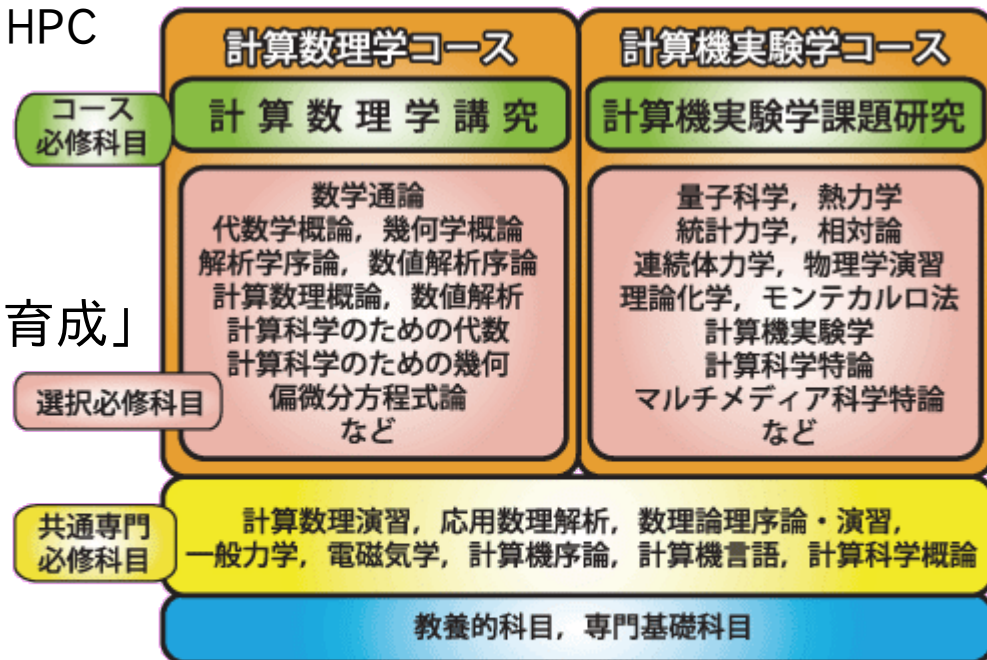 HPC
計算数理学コース
計算機実験学コース
コース
必修科目
計算数理学講究
計算機実験学課題研究
数学通論
代数学概論，幾何学概論
解析学序論，数値解析序論
計算数理概論，数値解析
計算科学のための代数
計算科学のための幾何
偏微分方程式論
など
量子科学，熱力学
統計力学，相対論
連続体力学，物理学演習
理論化学，モンテカルロ法
計算機実験学
計算科学特論
マルチメディア科学特論
など
育成」
選択必修科目
共通専門
必修科目
計算数理演習，応用数理解析，数理論理序論・演習，
一般力学，電磁気学，計算機序論，計算機言語，計算科学概論
教養的科目，専門基礎科目